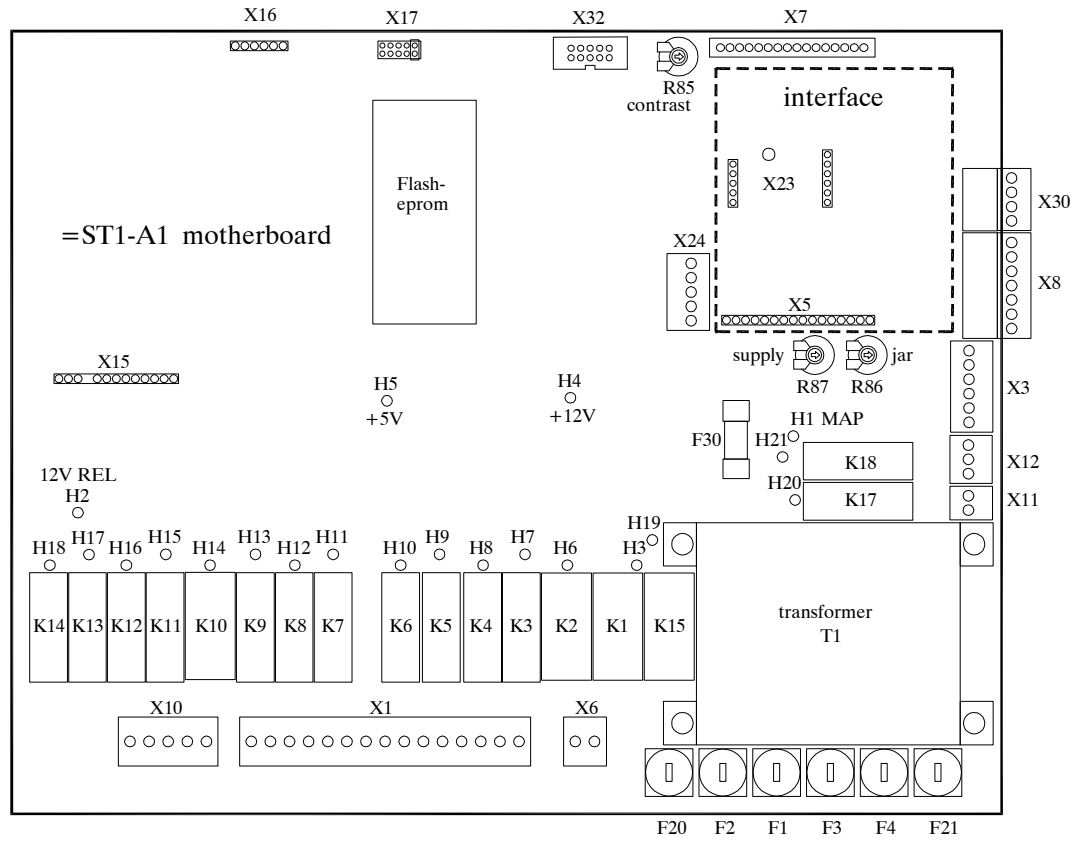 X16
X17
X32
X7
R85
contrast
interface
Flash-
eprom
X23
X30
=ST1-A1 motherboard
X24
X8
X5
supply
jar
X15
R87
R86
X3
H5
+5V
H4
+12V
H1 MAP
F30
H21
K18
X12
12V REL
H2
H20
K17
X11
H18
H17
H16
H15
H14
H13
H12
H11
H10
H9
H8
H7
H6
H3
H19
K14
K13
K12
K11
K10
K9
K8
K7
K6
K5
K4
K3
K2
K1
K15
transformer
T1
X10
X1
X6
F20
F2
F1
F3
F4
F21